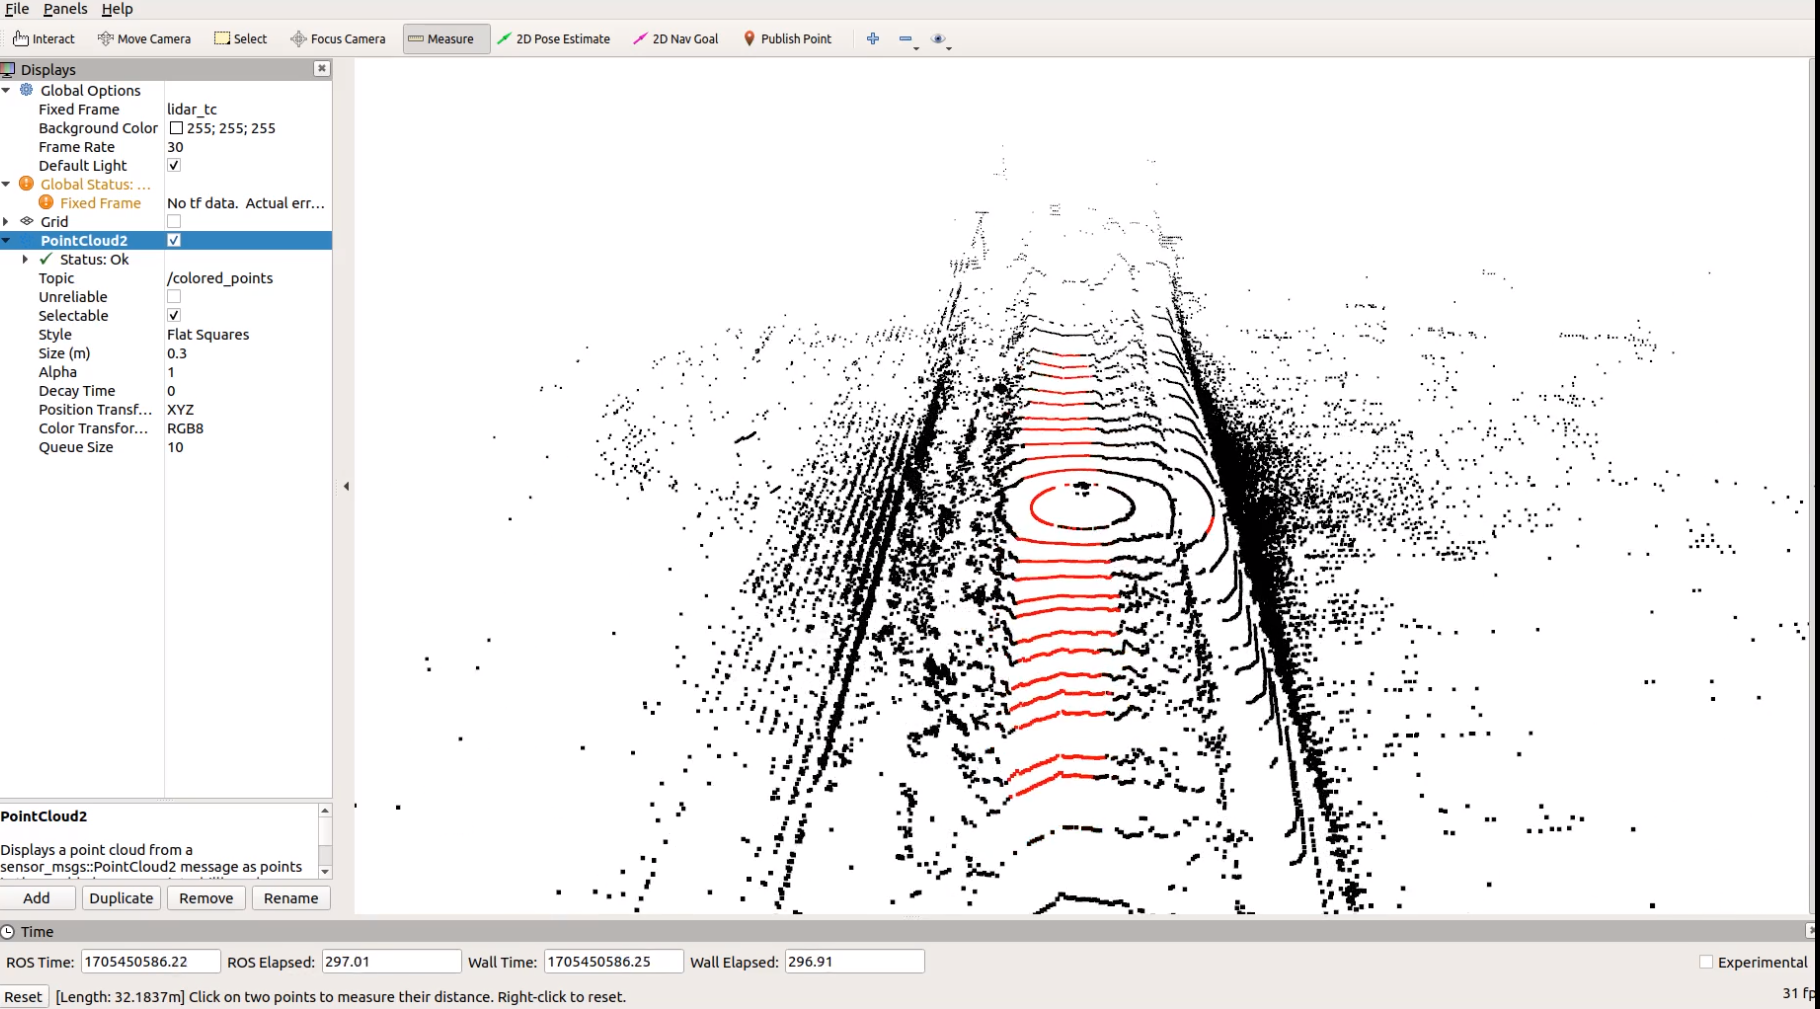 File Panels Help
Interact Move Camera Select Focus Camera Measure 2D Pose Estimate 2D Nav Goal Publish Point
Displays
Global Options
Fixed Frame lidar_tc
Background Color 255; 255; 255
Frame Rate 30
Default Light
Global Status: ...
Fixed Frame No tf data. Actual err...
Grid
PointCloud2
Status: Ok
Topic /colored_points
Unreliable
Selectable
Style Flat Squares
Size (m) 0.3
Alpha 1
Decay Time 0
Position Transf... XYZ
Color Transfor... RGB8
Queue Size 10
PointCloud2
Displays a point cloud from a
sensor_msgs::PointCloud2 message as points
Add Duplicate Remove Rename
Time
ROS Time: 1705450586.22 ROS Elapsed: 297.01 Wall Time: 1705450586.25 Wall Elapsed: 296.91 Experimental
Reset [Length: 32.1837m] Click on two points to measure their distance. Right-click to reset. 31 fp